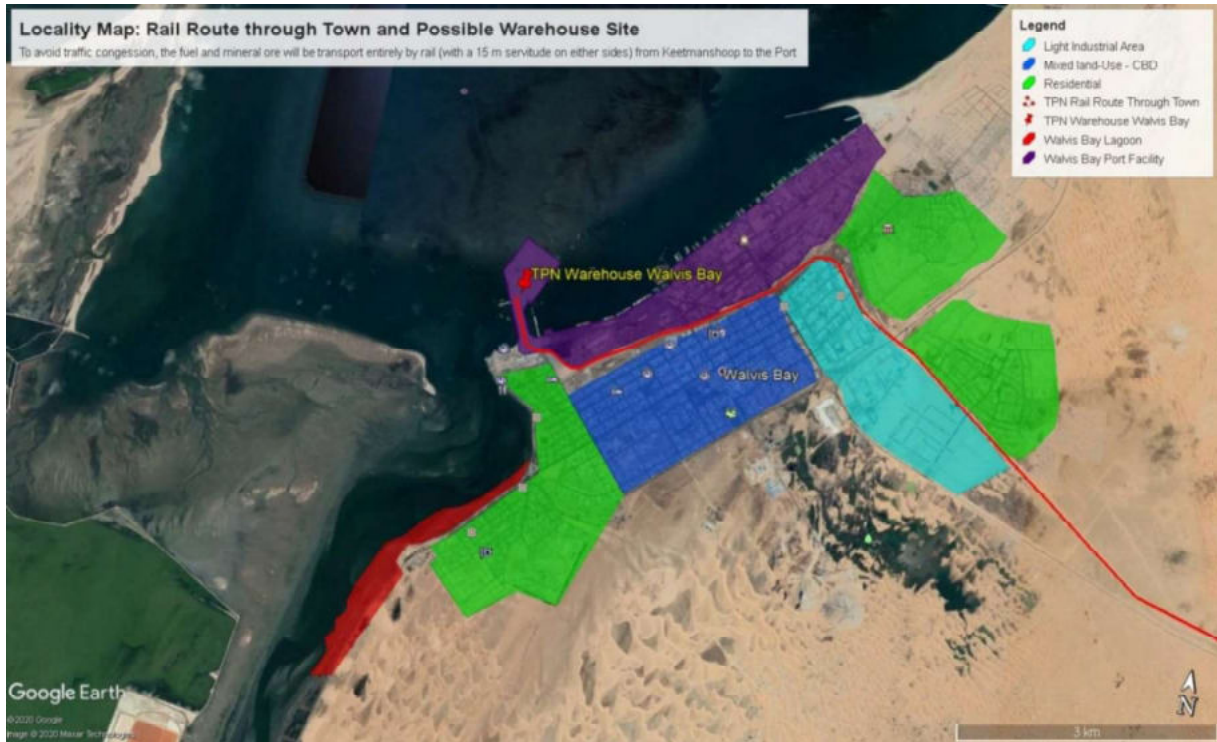 Locality Map: Rail Route through Town and Possible Warehouse Site
To avoid traffic congession, the fuel and mineral ore will be transport entirely by rail (with a 15 m servitude on either sides) from Keetmanshoop to the Port
Legend
Light Industrial Area
Mixed land-Use - CBD
Residential
TPN Rail Route Through Town
TPN Warehouse Walvis Bay
Walvis Bay Lagoon
Walvis Bay Port Facility
TPN Warehouse Walvis Bay
Walvis Bay
Google Earth
©2020 Google
Image © 2020 Maxar Technologies
N
3 km